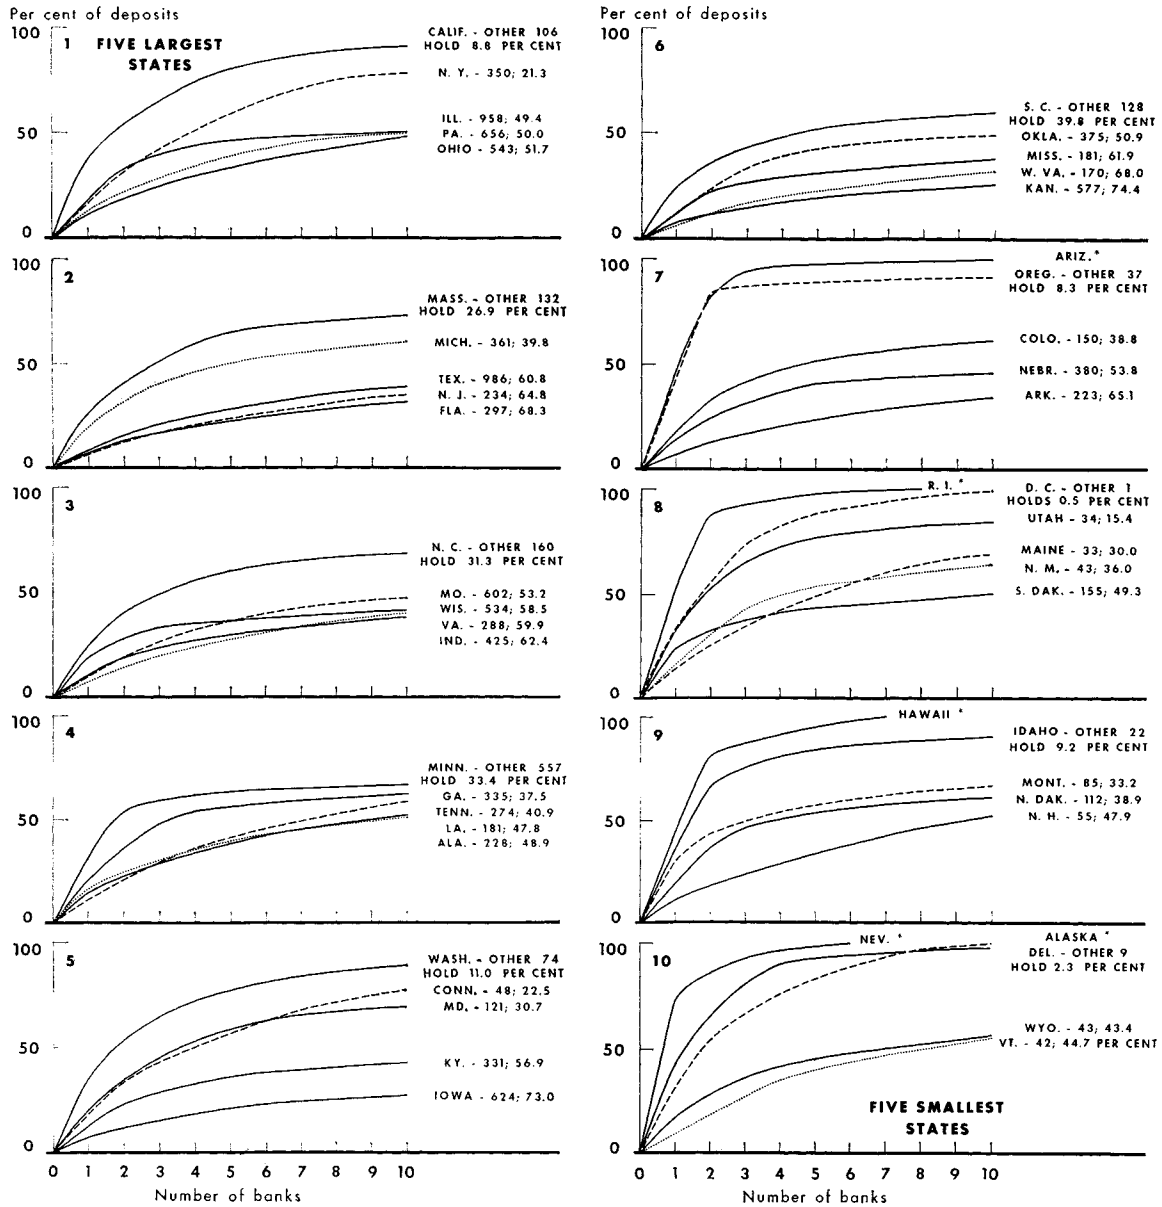 Per cent of deposits
100
1 FIVE LARGEST
STATES
CALIF. - OTHER 106
HOLD 8.8 PER CENT
N. Y. - 350; 21.3
50
ILL. - 958; 49.4
PA. - 656; 50.0
OHIO - 543; 51.7
0
100
2
MASS. - OTHER 132
HOLD 26.9 PER CENT
MICH. - 361; 39.8
50
TEX. - 986; 60.8
N. J. - 234; 64.8
FLA. - 297; 68.3
0
100
3
N. C. - OTHER 160
HOLD 31.3 PER CENT
50
MO. - 602; 53.2
WIS. - 534; 58.5
VA. - 288; 59.9
IND. - 425; 62.4
0
100
4
MINN. - OTHER 557
HOLD 33.4 PER CENT
GA. - 335; 37.5
TENN. - 274; 40.9
LA. - 181; 47.8
ALA. - 228; 48.9
50
0
100
5
WASH. - OTHER 74
HOLD 11.0 PER CENT
CONN. - 48; 22.5
MD. - 121; 30.7
50
KY. - 331; 56.9
IOWA - 624; 73.0
0
0 1 2 3 4 5 6 7 8 9 10
Number of banks
Per cent of deposits
100
6
S. C. - OTHER 128
HOLD 39.8 PER CENT
50
OKLA. - 375; 50.9
MISS. - 181; 61.9
W. VA. - 170; 68.0
KAN. - 577; 74.4
0
100
7
ARIZ.*
OREG. - OTHER 37
HOLD 8.3 PER CENT
COLO. - 150; 38.8
50
NEBR. - 380; 53.8
ARK. - 223; 65.1
0
100
8
R. I. *
D. C. - OTHER 1
HOLDS 0.5 PER CENT
UTAH - 34; 15.4
MAINE - 33; 30.0
N. M. - 43; 36.0
50
S. DAK. - 155; 49.3
0
100
9
HAWAII *
IDAHO - OTHER 22
HOLD 9.2 PER CENT
MONT. - 85; 33.2
N. DAK. - 112; 38.9
N. H. - 55; 47.9
50
0
100
10
NEV. *
ALASKA *
DEL. - OTHER 9
HOLD 2.3 PER CENT
WYO. - 43; 43.4
VT. - 42; 44.7 PER CENT
50
FIVE SMALLEST
STATES
0
0 1 2 3 4 5 6 7 8 9 10
Number of banks